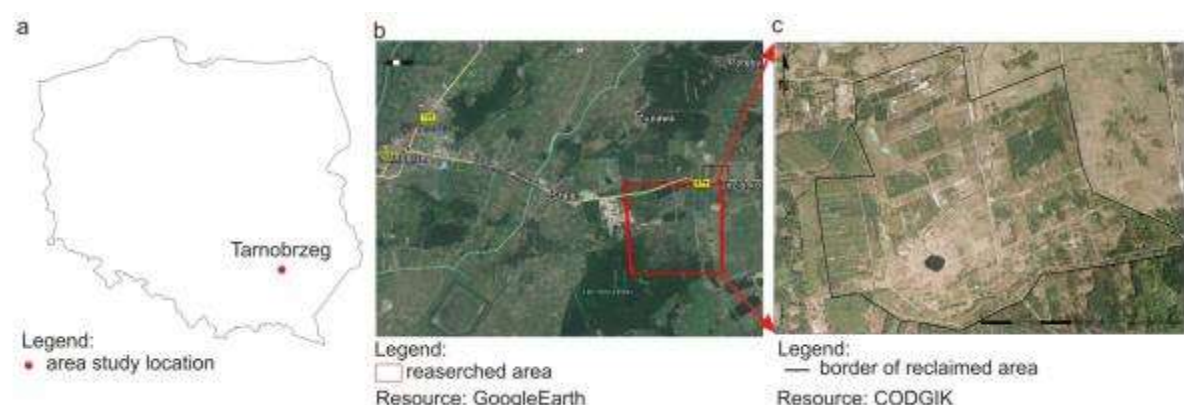 a
Tarnobrzeg
Legend:
area study location
b
Legend:
reaserched area
Resource: GoogleEarth
c
Legend:
border of reclaimed area
Resource: CODGIK